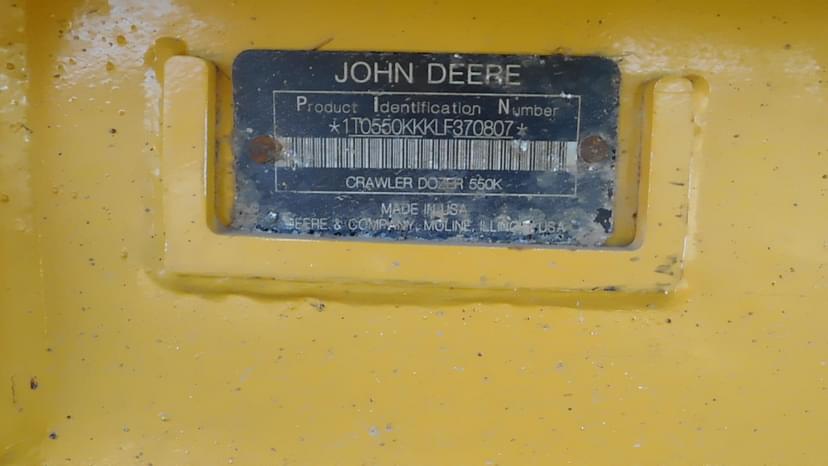 JOHN DEERE
Product Identification Number
*1T0550KKKLF370807*
CRAWLER DOZER 550K
MADE IN USA
DEERE & COMPANY, MOLINE, ILLINOIS, USA